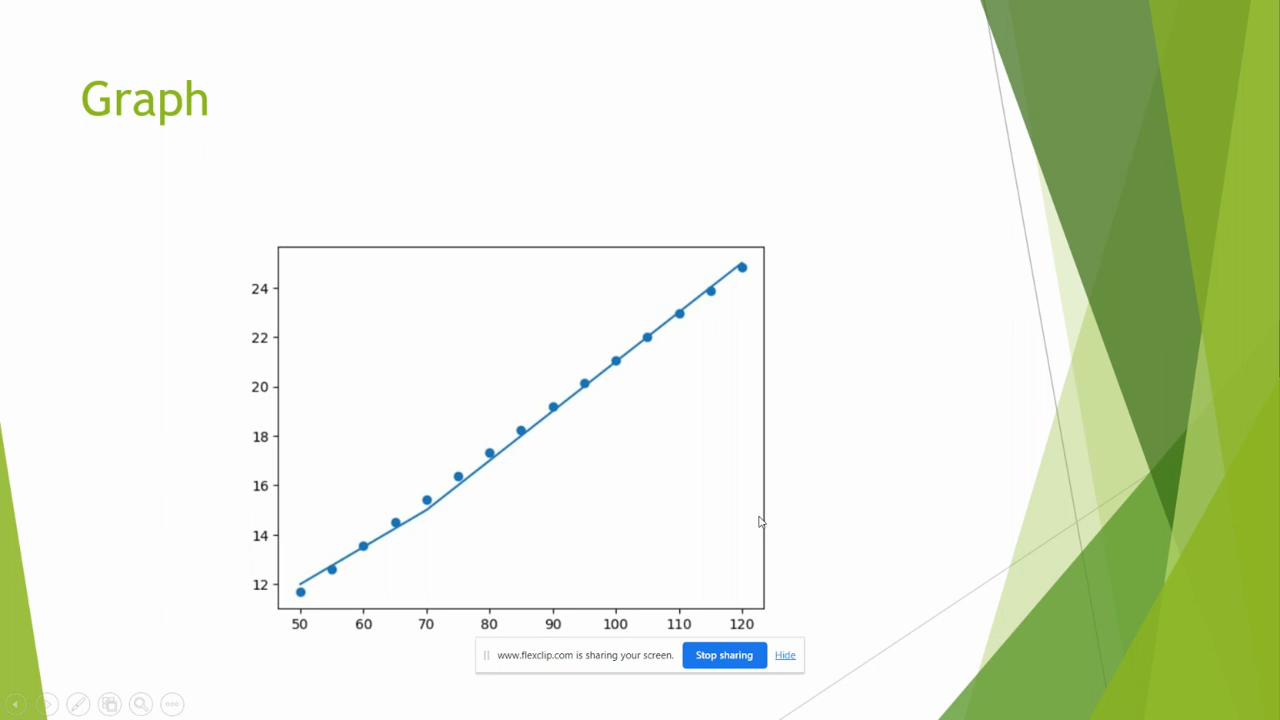 Graph
24
22
20
18
16
14
12
50 60 70 80 90 100 110 120
www.flexclip.com is sharing your screen. Stop sharing Hide